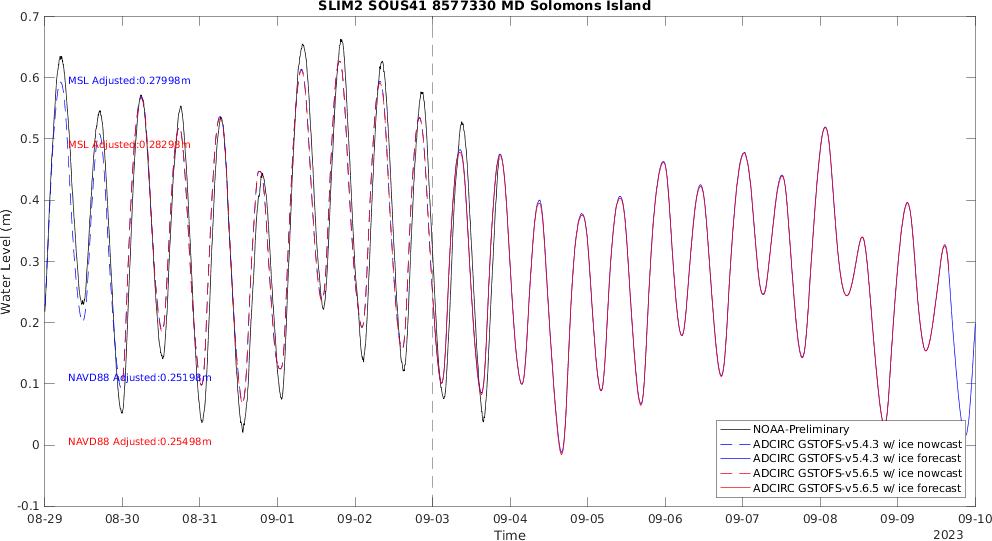 SLIM2 SOUS41 8577330 MD Solomons Island
0.7
0.6
0.5
0.4
0.3
0.2
0.1
0
-0.1
Water Level (m)
MSL Adjusted:0.27998m
MSL Adjusted:0.28298m
NAVD88 Adjusted:0.25198m
NAVD88 Adjusted:0.25498m
NOAA-Preliminary
ADCIRC GSTOFS-v5.4.3 w/ ice nowcast
ADCIRC GSTOFS-v5.4.3 w/ ice forecast
ADCIRC GSTOFS-v5.6.5 w/ ice nowcast
ADCIRC GSTOFS-v5.6.5 w/ ice forecast
08-29 08-30 08-31 09-01 09-02 09-03 09-04 09-05 09-06 09-07 09-08 09-09 09-10
Time
2023